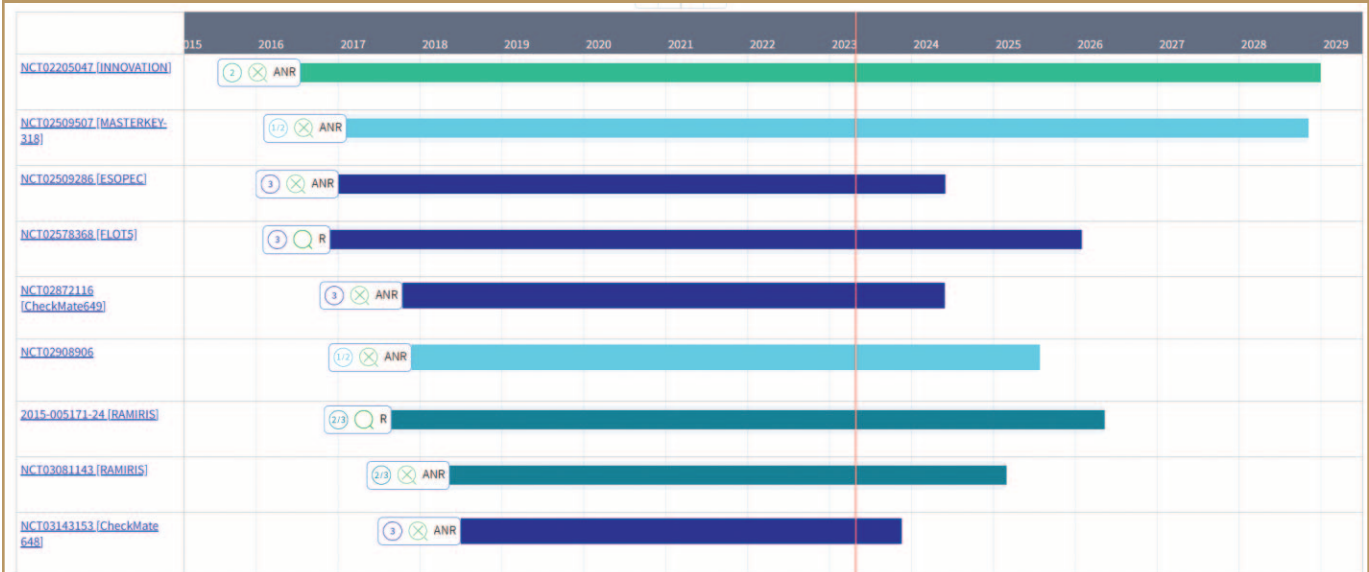 015 2016 2017 2018 2019 2020 2021 2022 2023 2024 2025 2026 2027 2028 2029
NCT02205047 [INNOVATION] 2 ANR
NCT02509507 [MASTERKEY- 1/2 ANR
318]
NCT02509286 [ESOPEC] 3 ANR
NCT02578368 [FLOT5] 3 R
NCT02872116 3 ANR
[CheckMate649]
NCT02908906 1/2 ANR
2015-005171-24 [RAMIRIS] 2/3 R
NCT03081143 [RAMIRIS] 2/3 ANR
NCT03143153 [CheckMate 3 ANR
648]